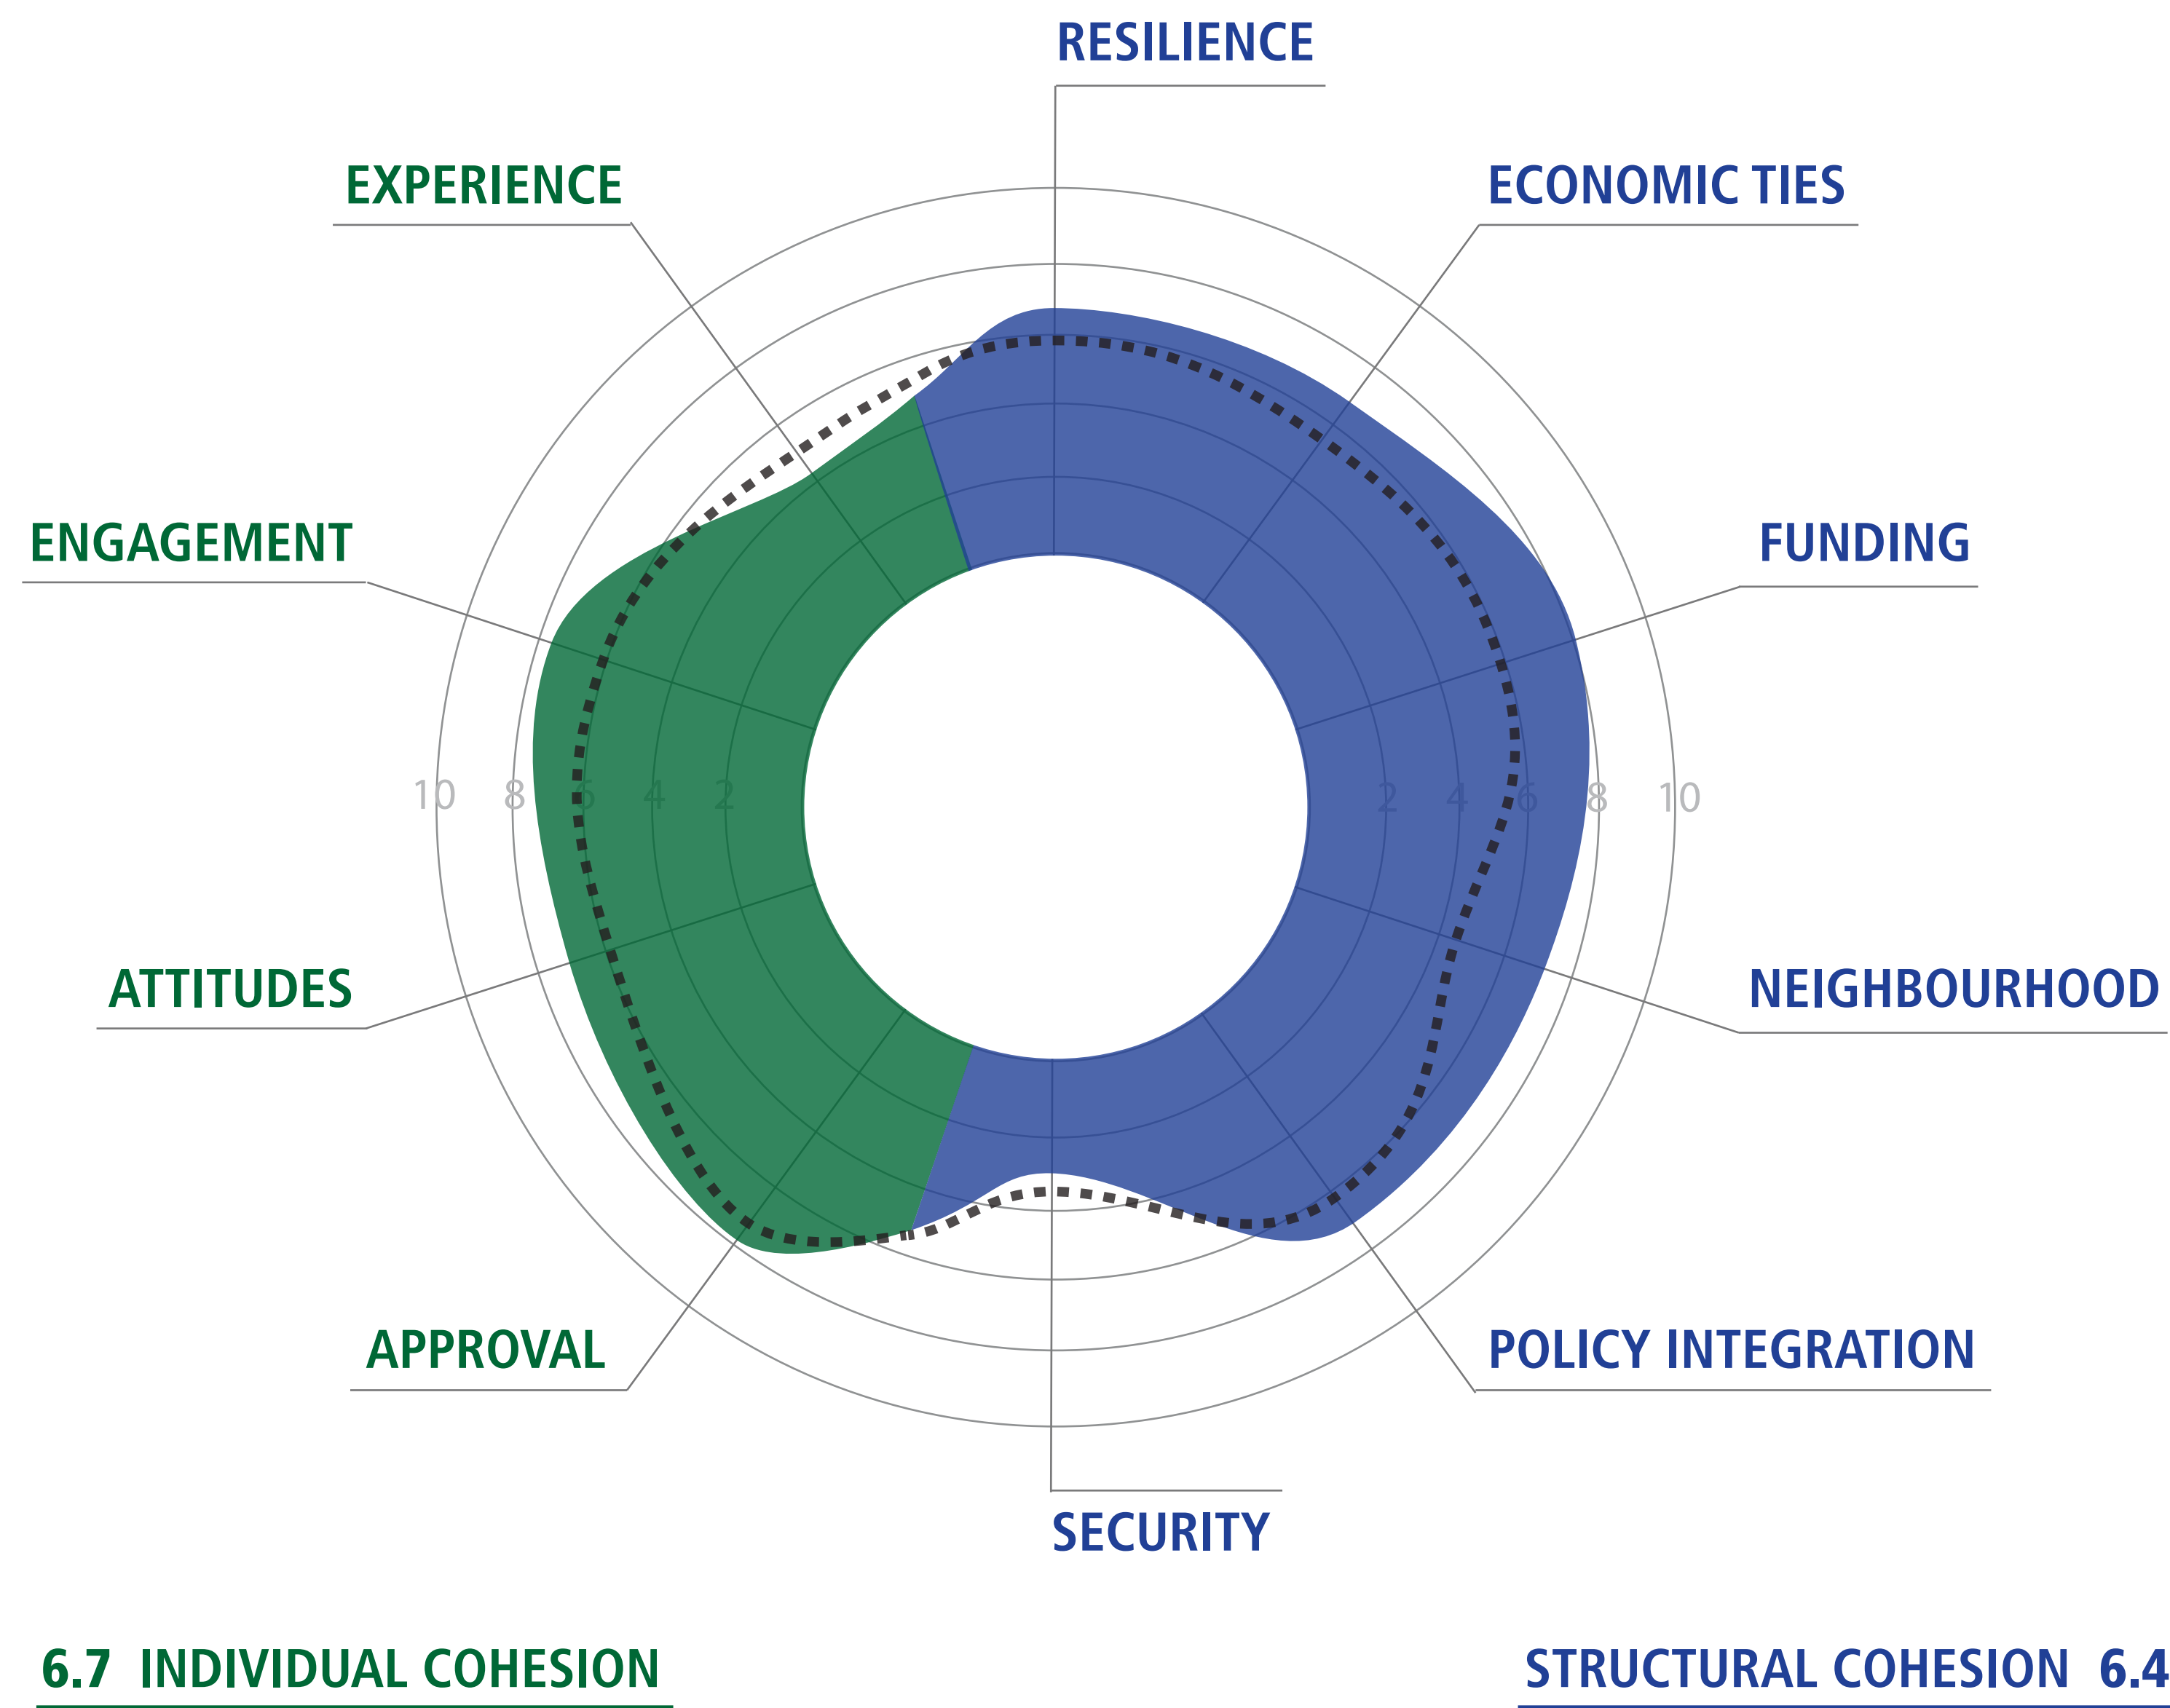 RESILIENCE
EXPERIENCE
ECONOMIC TIES
ENGAGEMENT
FUNDING
10 8 6 4 2 2 4 6 8 10
ATTITUDES
NEIGHBOURHOOD
APPROVAL
POLICY INTEGRATION
SECURITY
6.7 INDIVIDUAL COHESION
STRUCTURAL COHESION 6.4